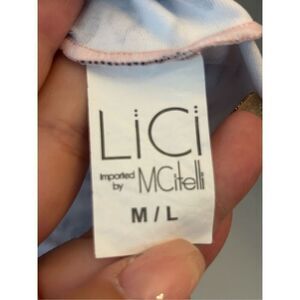 LiCi
Imported
by MCitelli
M / L